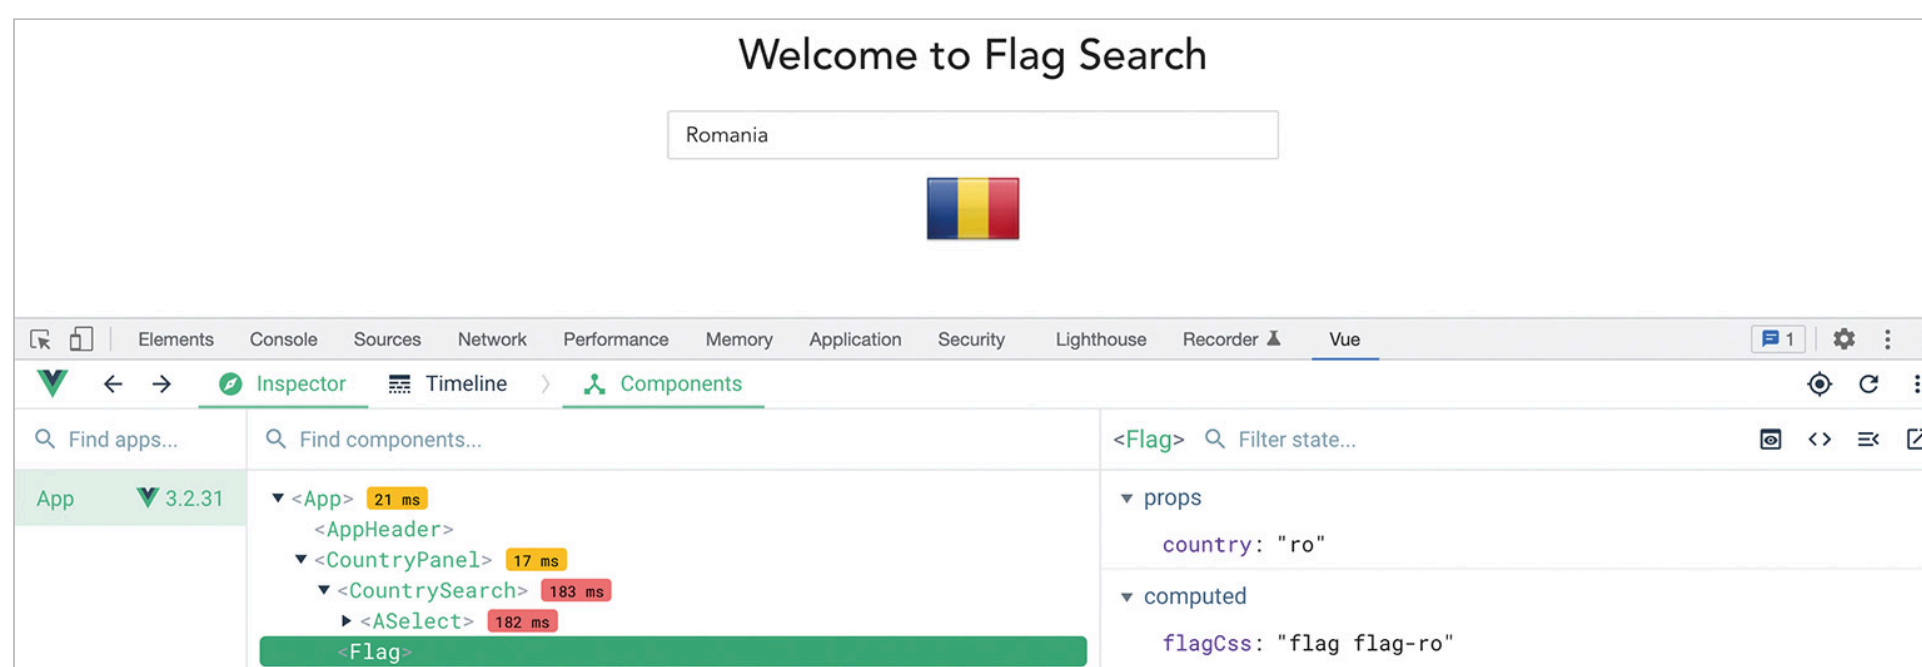 Welcome to Flag Search
Romania
Elements Console Sources Network Performance Memory Application Security Lighthouse Recorder Vue 1
Inspector Timeline Components
Find apps... Find components... <Flag> Filter state...
App 3.2.31
<App> 21 ms
<AppHeader>
<CountryPanel> 17 ms
<CountrySearch> 183 ms
<ASelect> 182 ms
<Flag>
props
country: "ro"
computed
flagCss: "flag flag-ro"